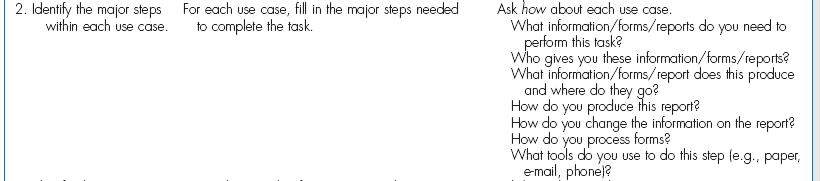 2. Identify the major steps
within each use case.
For each use case, fill in the major steps needed
to complete the task.
Ask how about each use case.
What information/forms/reports do you need to
perform this task?
Who gives you these information/forms/reports?
What information/forms/report does this produce
and where do they go?
How do you produce this report?
How do you change the information on the report?
How do you process forms?
What tools do you use to do this step (e.g., paper,
e-mail, phone)?